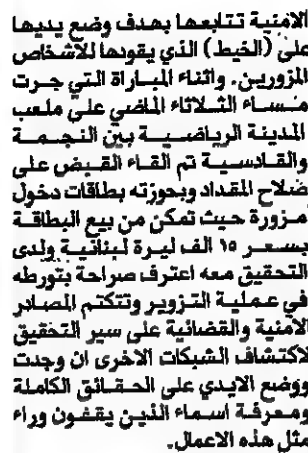 الامنية تتابعها بهدف وضع يديها
على (الخيط) الذي يقودها للاشخاص
المزورين. واثناء المباراة التي جرت
مساء الثلاثاء الماضي على ملعب
المدينة الرياضية بين النجمة
والقادسية تم القاء القبض على
صلاح المقداد وبحوزته بطاقات دخول
مزورة حيث تمكن من بيع البطاقة
بسعر ١٥ الف ليرة لبنانية ولدى
التحقيق معه اعترف صراحة بتورطه
في عملية التزوير وتتكتم المصادر
الامنية والقضائية على سير التحقيق
لاكتشاف الشبكات الاخرى ان وجدت
ووضع الايدي على الحقائق الكاملة
ومعرفة اسماء الذين يقفون وراء
مثل هذه الاعمال.